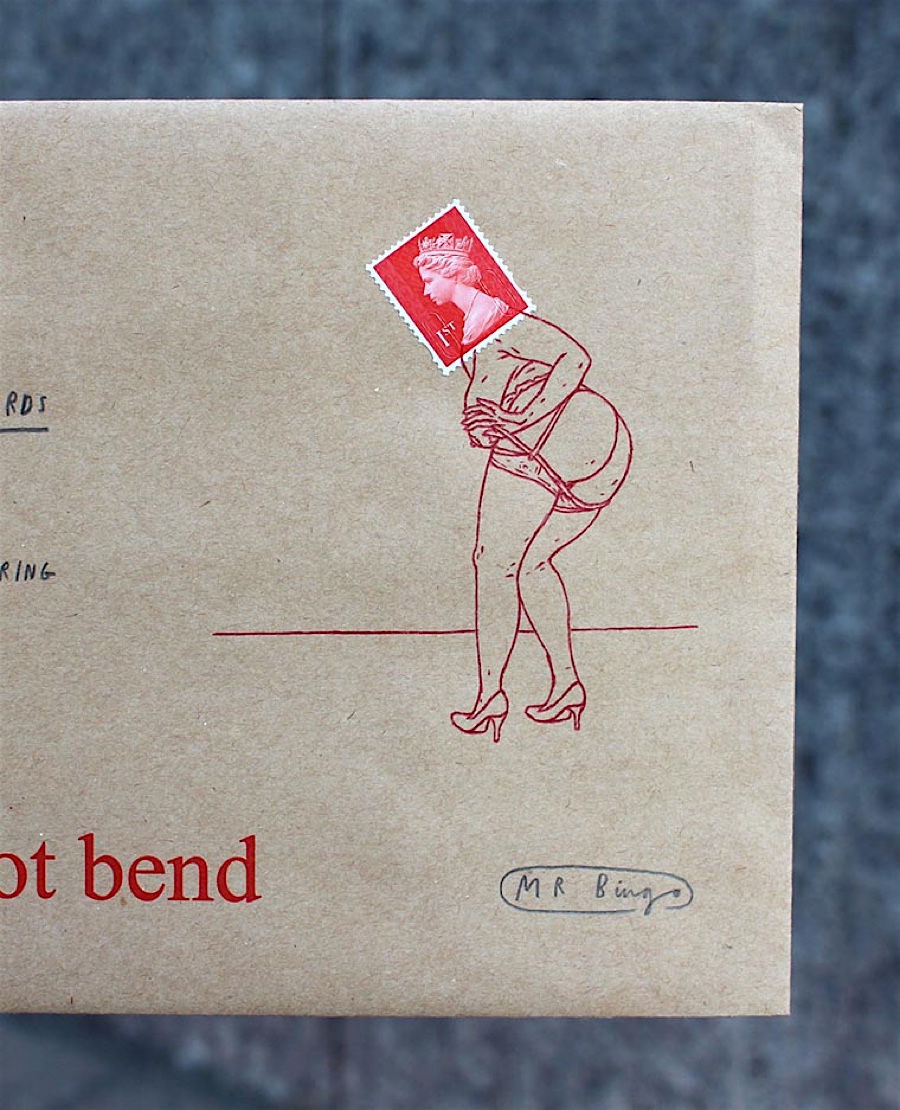 RDS
RING
1ST
ot bend
MR Bingo